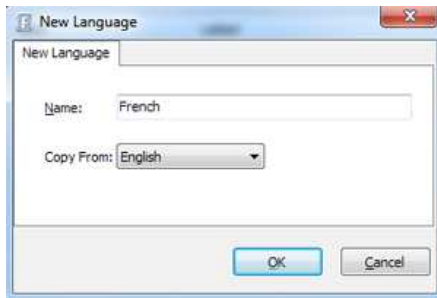 New Language
New Language
Name: French
Copy From: English
OK Cancel